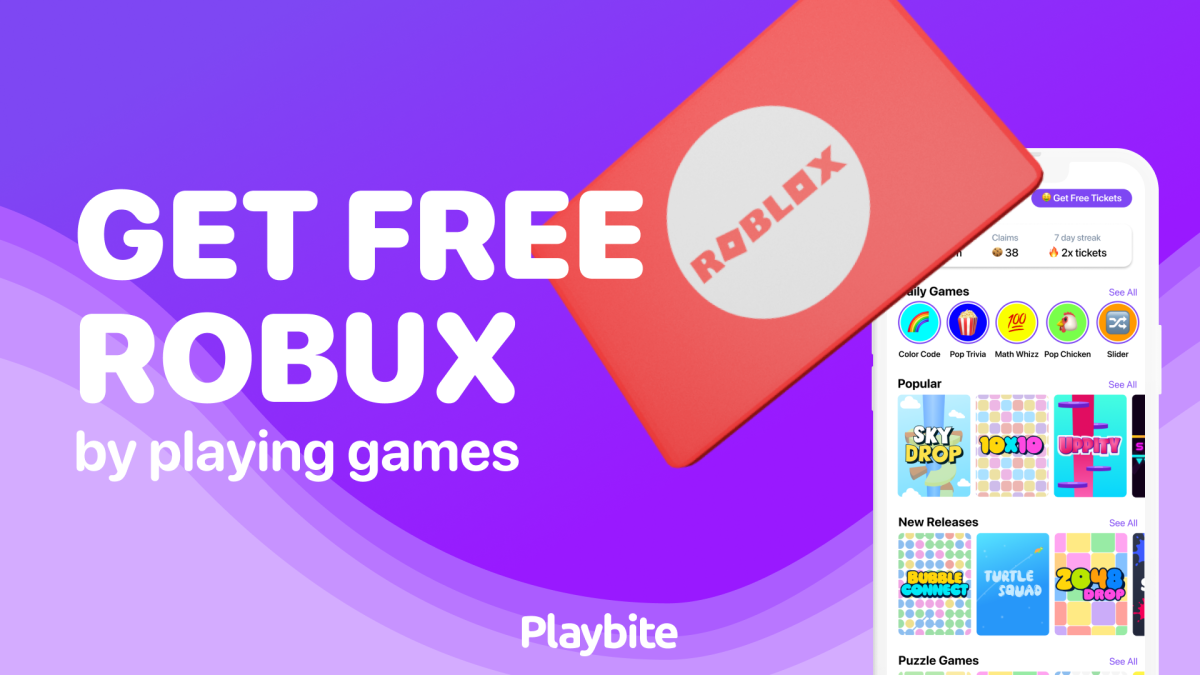 GET FREE
ROBUX
by playing games
ROBLOX
Playbite
Get Free Tickets
Claims
7 day streak
38
2x tickets
Games
See All
Color Code
Pop Trivia
100
Math Whizz
Pop Chicken
Slider
Popular
See All
SKY
DROP
10X10
UPPITY
New Releases
See All
BUBBLE
CONNECT
TURTLE
SQUAD
2048
DROP
Puzzle Games
See All